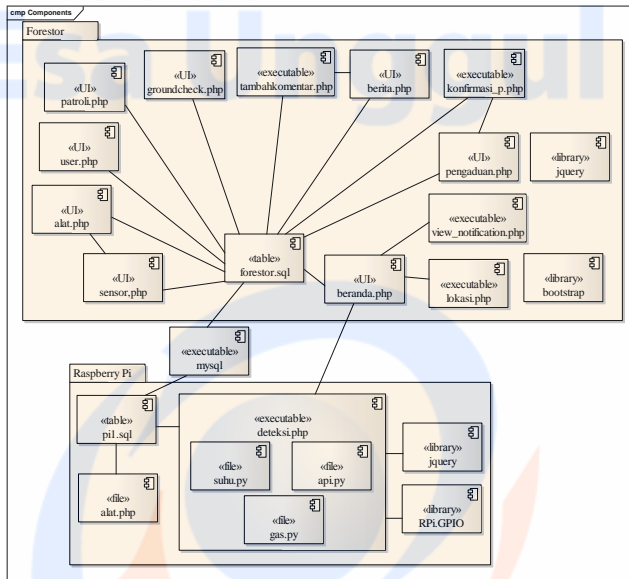 cmp Components
Esa Unggul
Forestor
«UI»
patroli.php
«UI»
groundcheck.php
«executable»
tambahkomentar.php
«UI»
berita.php
«executable»
konfirmasi_p.php
«UI»
user.php
«UI»
pengaduan.php
«library»
jquery
«UI»
alat.php
«executable»
view_notification.php
«table»
forestor.sql
«UI»
sensor,php
«UI»
beranda.php
«executable»
lokasi.php
«library»
bootstrap
«executable»
mysql
Raspberry Pi
«table»
pi1.sql
«executable»
deteksi.php
«file»
suhu.py
«file»
api.py
«library»
jquery
«file»
alat.php
«file»
gas.py
«library»
RPi.GPIO